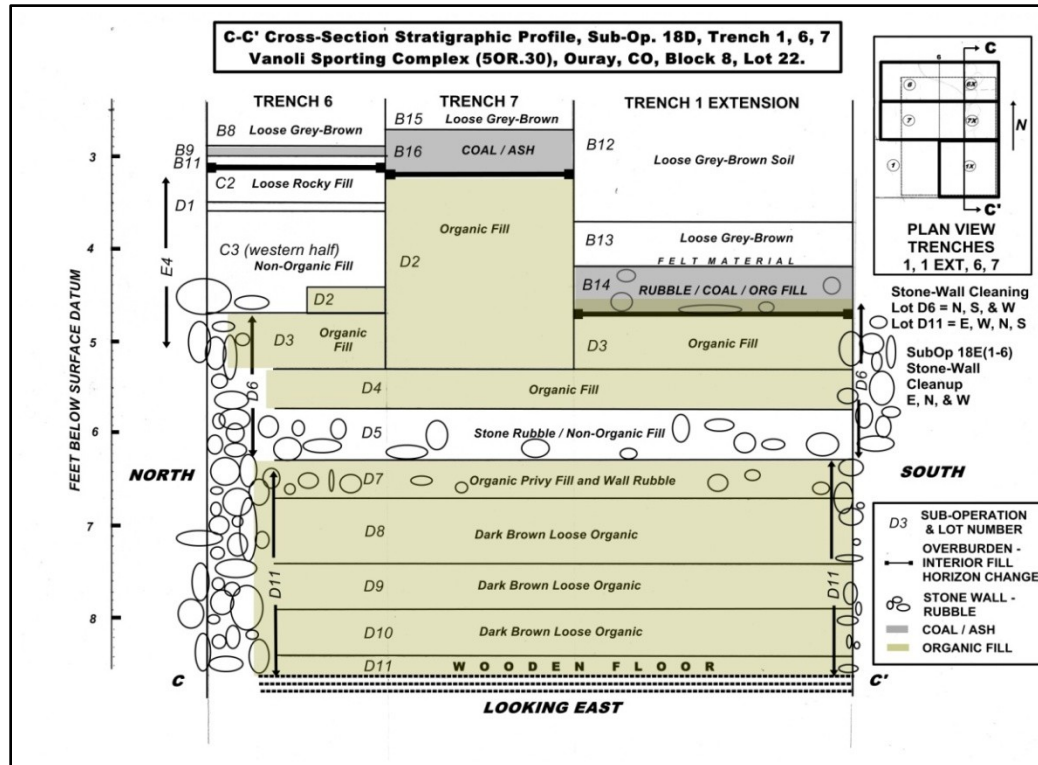 C-C' Cross-Section Stratigraphic Profile, Sub-Op. 18D, Trench 1, 6, 7
Vanoli Sporting Complex (5OR.30), Ouray, CO, Block 8, Lot 22.
TRENCH 6
TRENCH 7
TRENCH 1 EXTENSION
B8 Loose Grey-Brown
B9
B11
C2 Loose Rocky Fill
D1
E4
C3 (western half)
Non-Organic Fill
D2
D3 Organic
Fill
B15 Loose Grey-Brown
B16 COAL / ASH
Organic Fill
D2
B12
Loose Grey-Brown Soil
B13 Loose Grey-Brown
FELT MATERIAL
B14 RUBBLE / COAL / ORG FILL
D3 Organic Fill
D6
D6
D4 Organic Fill
D5 Stone Rubble / Non-Organic Fill
D7 Organic Privy Fill and Wall Rubble
D8 Dark Brown Loose Organic
D9 Dark Brown Loose Organic
D10 Dark Brown Loose Organic
D11 WOODEN FLOOR
D11
D11
C
C'
LOOKING EAST
NORTH
SOUTH
FEET BELOW SURFACE DATUM
3
4
5
6
7
8
C
6
6
6X
7
7X
1
1X
N
C'
PLAN VIEW
TRENCHES
1, 1 EXT, 6, 7
Stone-Wall Cleaning
Lot D6 = N, S, & W
Lot D11 = E, W, N, S
SubOp 18E(1-6)
Stone-Wall
Cleanup
E, N, & W
D3 SUB-OPERATION
& LOT NUMBER
OVERBURDEN -
INTERIOR FILL
HORIZON CHANGE
STONE WALL -
RUBBLE
COAL / ASH
ORGANIC FILL